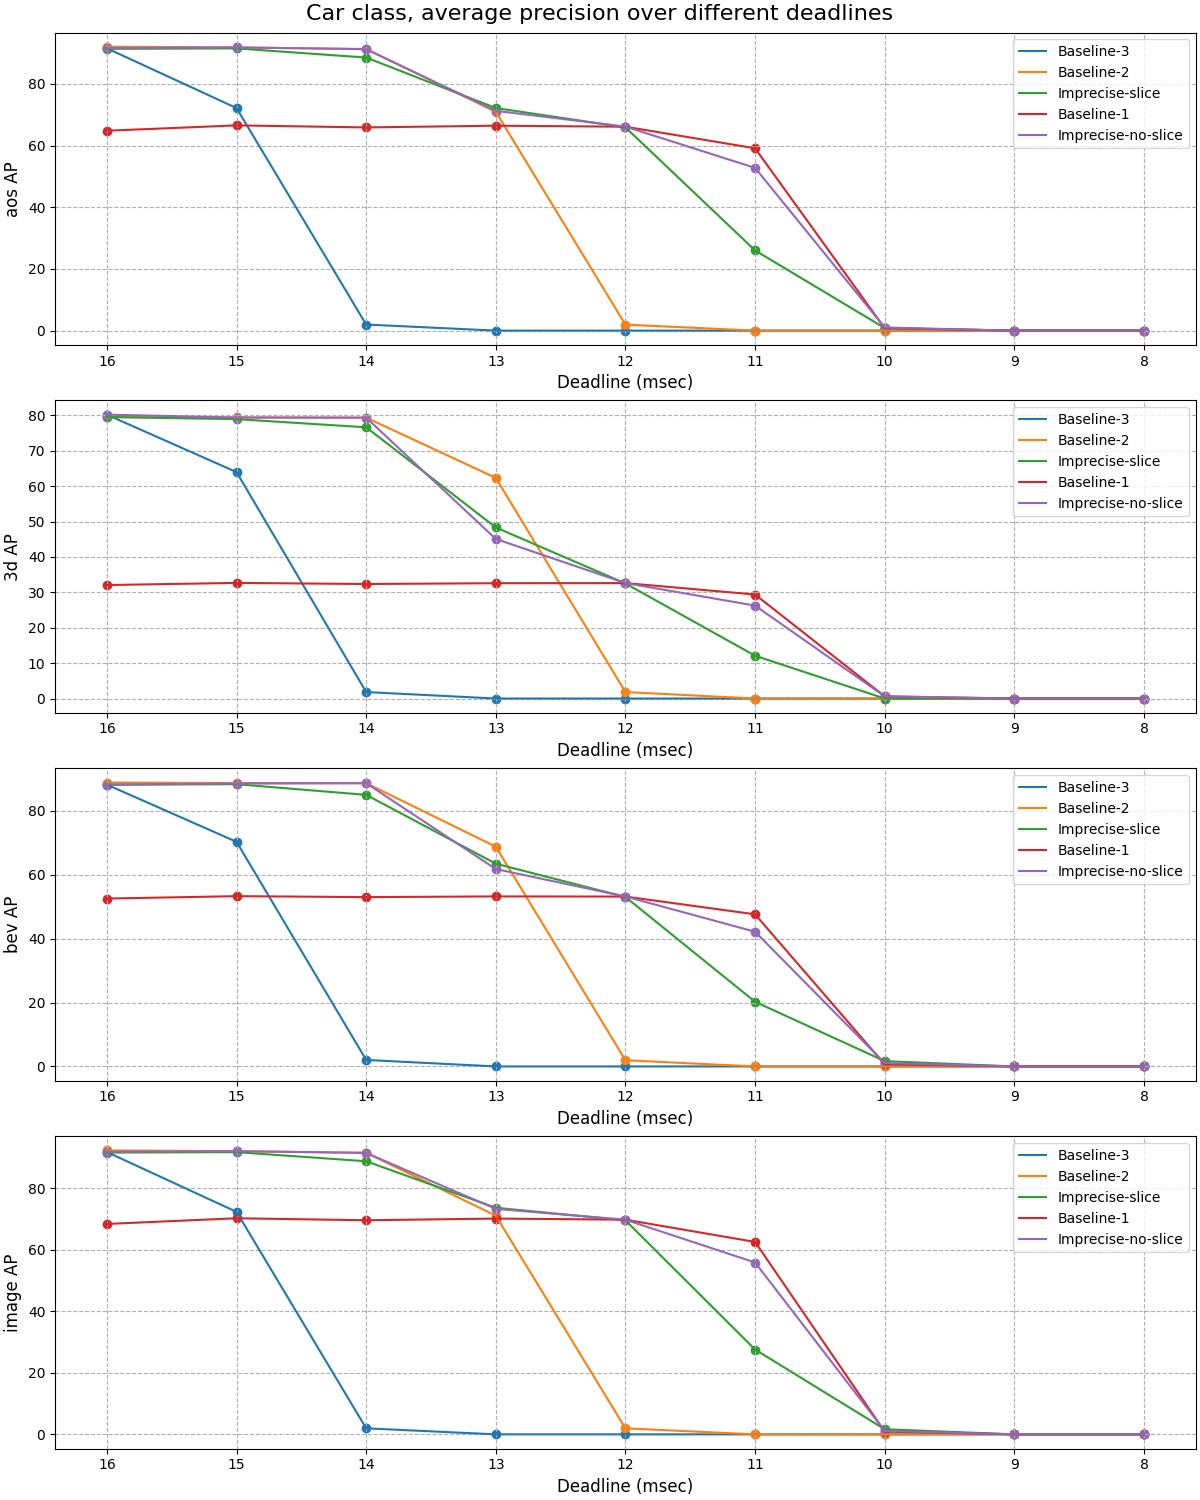 Car class, average precision over different deadlines
80
60
40
20
0
aos AP
16 15 14 13 12 11 10 9 8
Deadline (msec)
Baseline-3
Baseline-2
Imprecise-slice
Baseline-1
Imprecise-no-slice
80
70
60
50
40
30
20
10
0
3d AP
16 15 14 13 12 11 10 9 8
Deadline (msec)
Baseline-3
Baseline-2
Imprecise-slice
Baseline-1
Imprecise-no-slice
80
60
40
20
0
bev AP
16 15 14 13 12 11 10 9 8
Deadline (msec)
Baseline-3
Baseline-2
Imprecise-slice
Baseline-1
Imprecise-no-slice
80
60
40
20
0
image AP
16 15 14 13 12 11 10 9 8
Deadline (msec)
Baseline-3
Baseline-2
Imprecise-slice
Baseline-1
Imprecise-no-slice